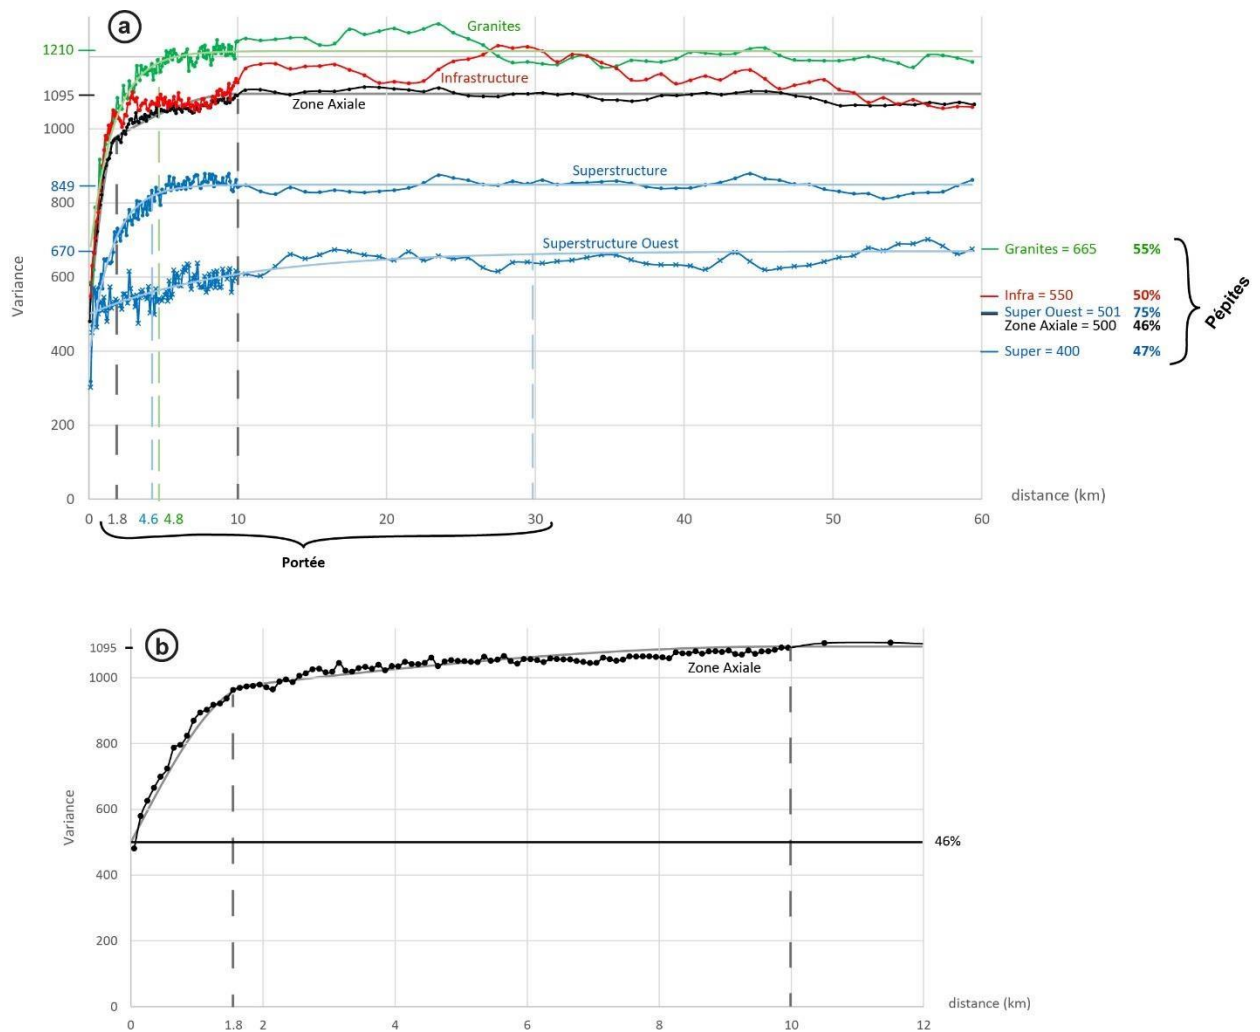 a
Granites
1210
Infrastructure
1095
Zone Axiale
1000
849
Superstructure
800
670
Superstructure Ouest
Granites = 665 55%
600
Variance
Infra = 550 50%
Super Ouest = 501 75%
Zone Axiale = 500 46%
Pépites
400
Super = 400 47%
200
0
distance (km)
0 1.8 4.6 4.8 10 20 30 40 50 60
Portée
b
1095
Zone Axiale
1000
800
Variance
600
46%
400
200
0
distance (km)
0 1.8 2 4 6 8 10 12